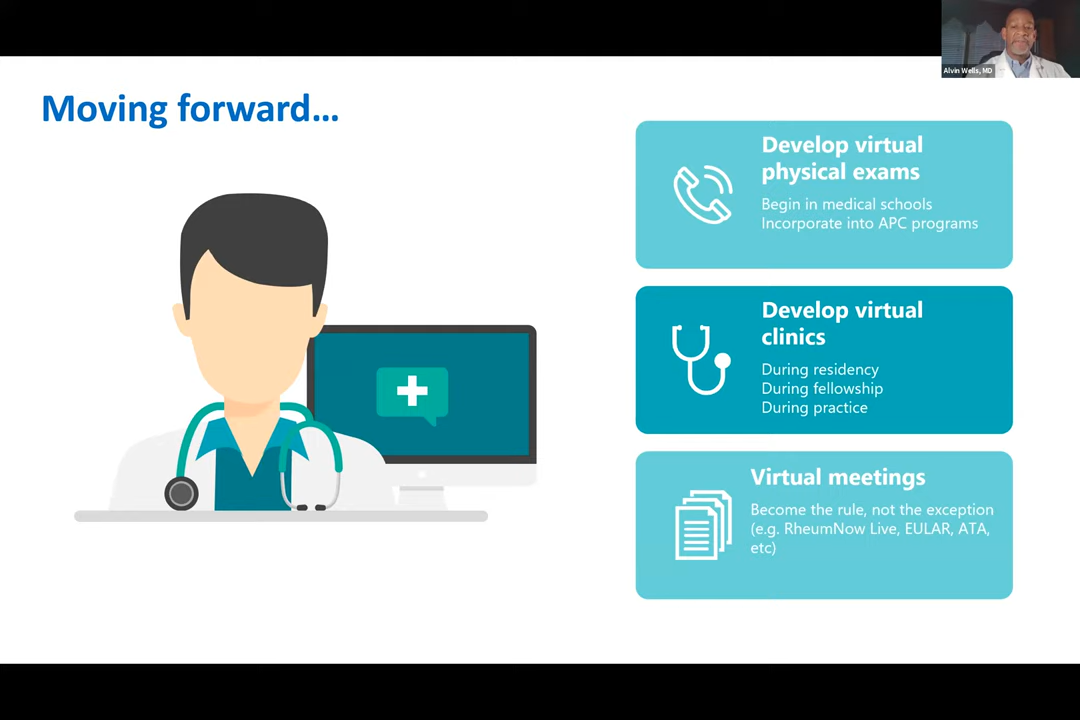 Alvin Wells, MD
Moving forward...
Develop virtual
physical exams
Begin in medical schools
Incorporate into APC programs
Develop virtual
clinics
During residency
During fellowship
During practice
Virtual meetings
Become the rule, not the exception
(e.g. RheumNow Live, EULAR, ATA,
etc)